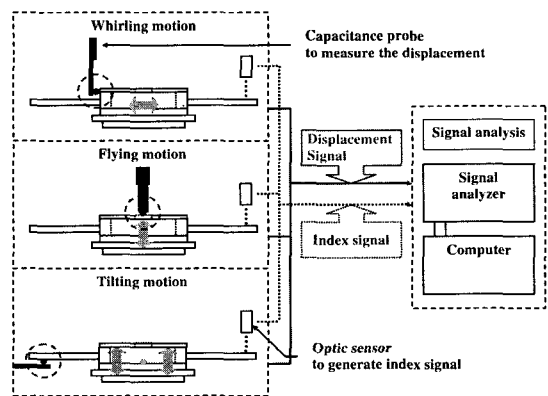 Whirling motion
Capacitance probe
to measure the displacement
Flying motion
Displacement
Signal
Index signal
Signal analysis
Signal
analyzer
Computer
Tilting motion
Optic sensor
to generate index signal